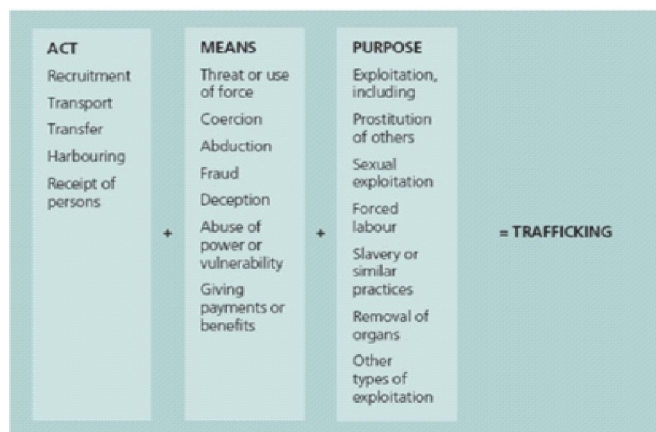 ACT
Recruitment
Transport
Transfer
Harbouring
Receipt of
persons
+
MEANS
Threat or use
of force
Coercion
Abduction
Fraud
Deception
Abuse of
power or
vulnerability
Giving
payments or
benefits
+
PURPOSE
Exploitation,
including
Prostitution
of others
Sexual
exploitation
Forced
labour
Slavery or
similar
practices
Removal of
organs
Other
types of
exploitation
= TRAFFICKING